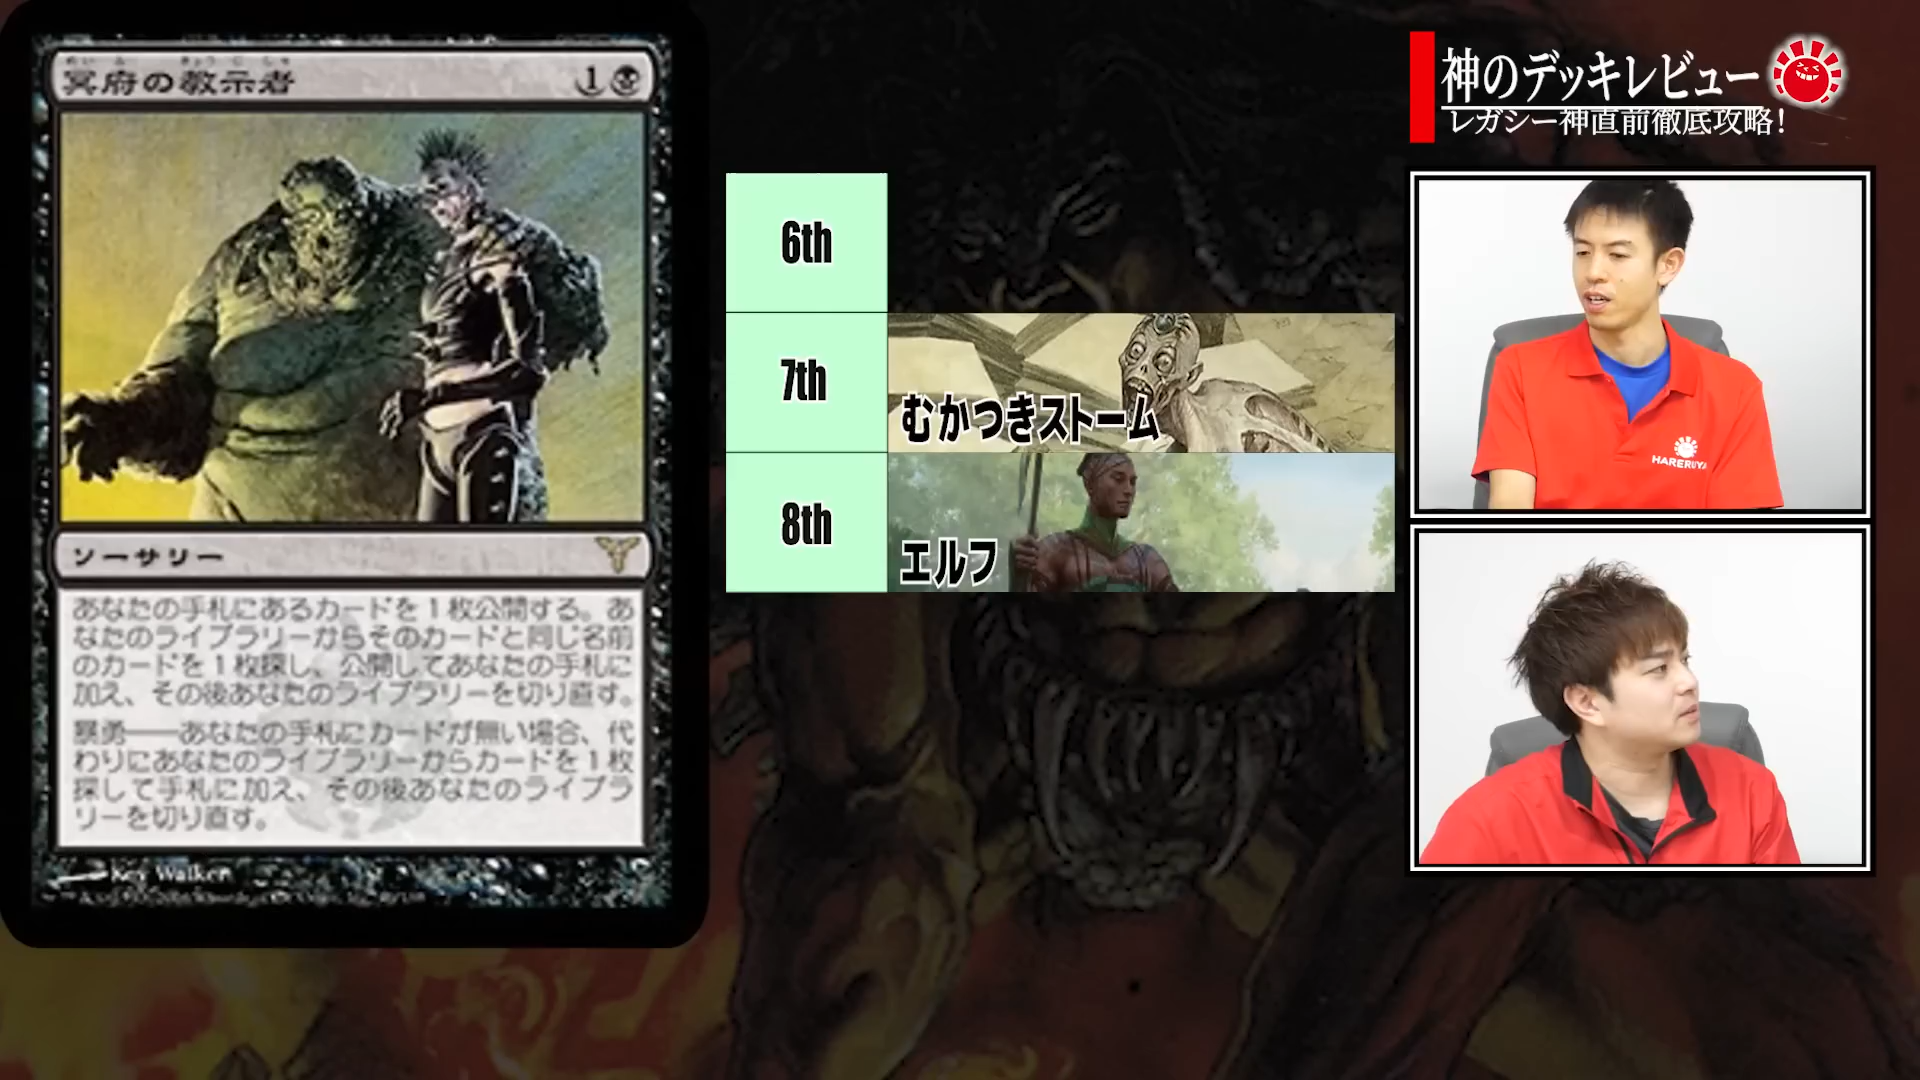 めいふ きょうじしゃ
冥府の教示者
1
ソーサリー
あなたの手札にあるカードを1枚公開する。あ
なたのライブラリーからそのカードと同じ名前
のカードを1枚探し、公開してあなたの手札に
加え、その後あなたのライブラリーを切り直す。
暴勇──あなたの手札にカードが無い場合、代
わりにあなたのライブラリーからカードを1枚
探して手札に加え、その後あなたのライブラ
リーを切り直す。
Kev Walker
6th
7th
むかつきストーム
8th
エルフ
神のデッキレビュー
レガシー神直前徹底攻略!
HARERUYA